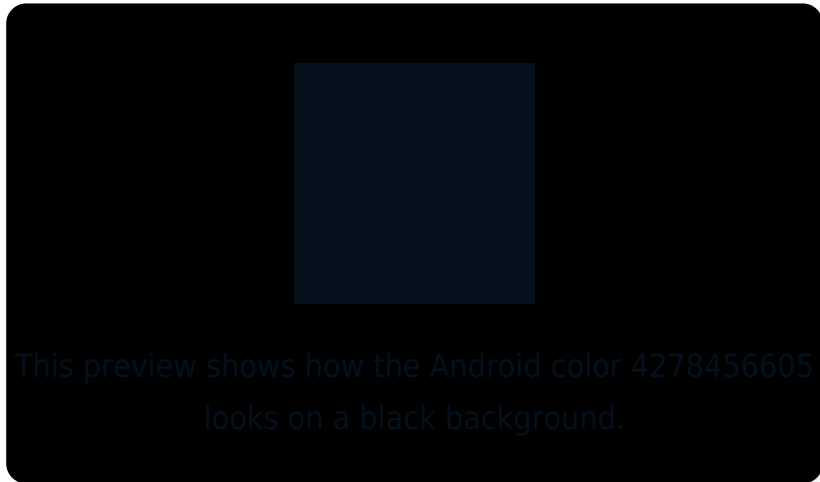 This preview shows how the Android color 4278456605
looks on a black background.